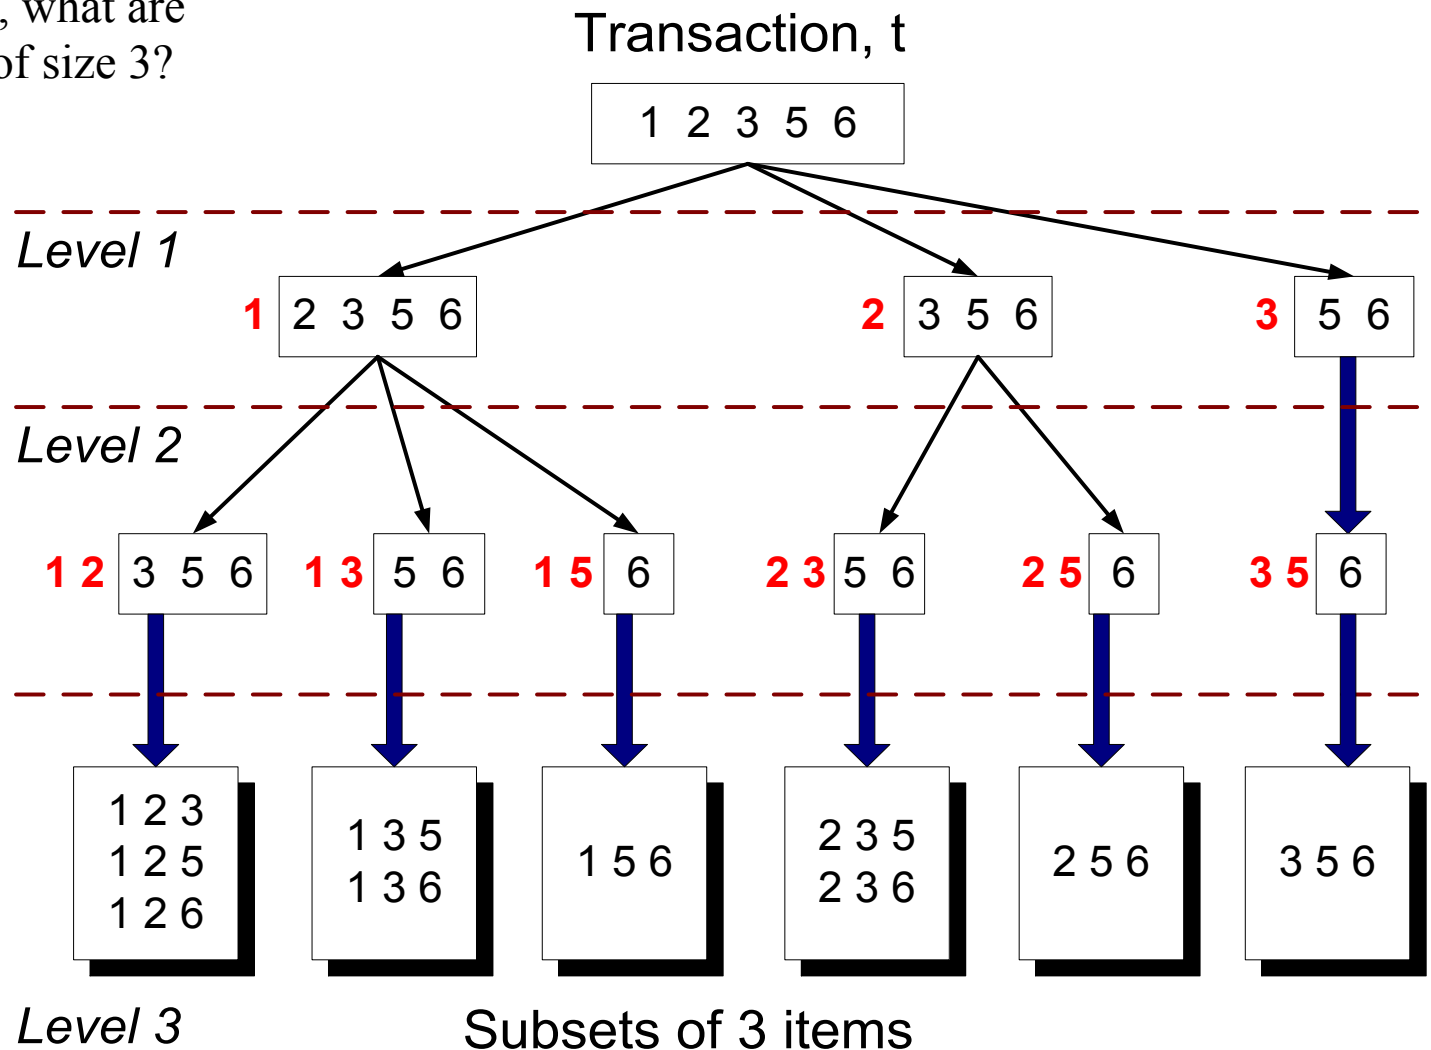 , what are
of size 3?
Transaction, t
1 2 3 5 6
Level 1
1 2 3 5 6
2 3 5 6
3 5 6
Level 2
1 2 3 5 6
1 3 5 6
1 5 6
2 3 5 6
2 5 6
3 5 6
1 2 3
1 2 5
1 2 6
1 3 5
1 3 6
1 5 6
2 3 5
2 3 6
2 5 6
3 5 6
Level 3
Subsets of 3 items